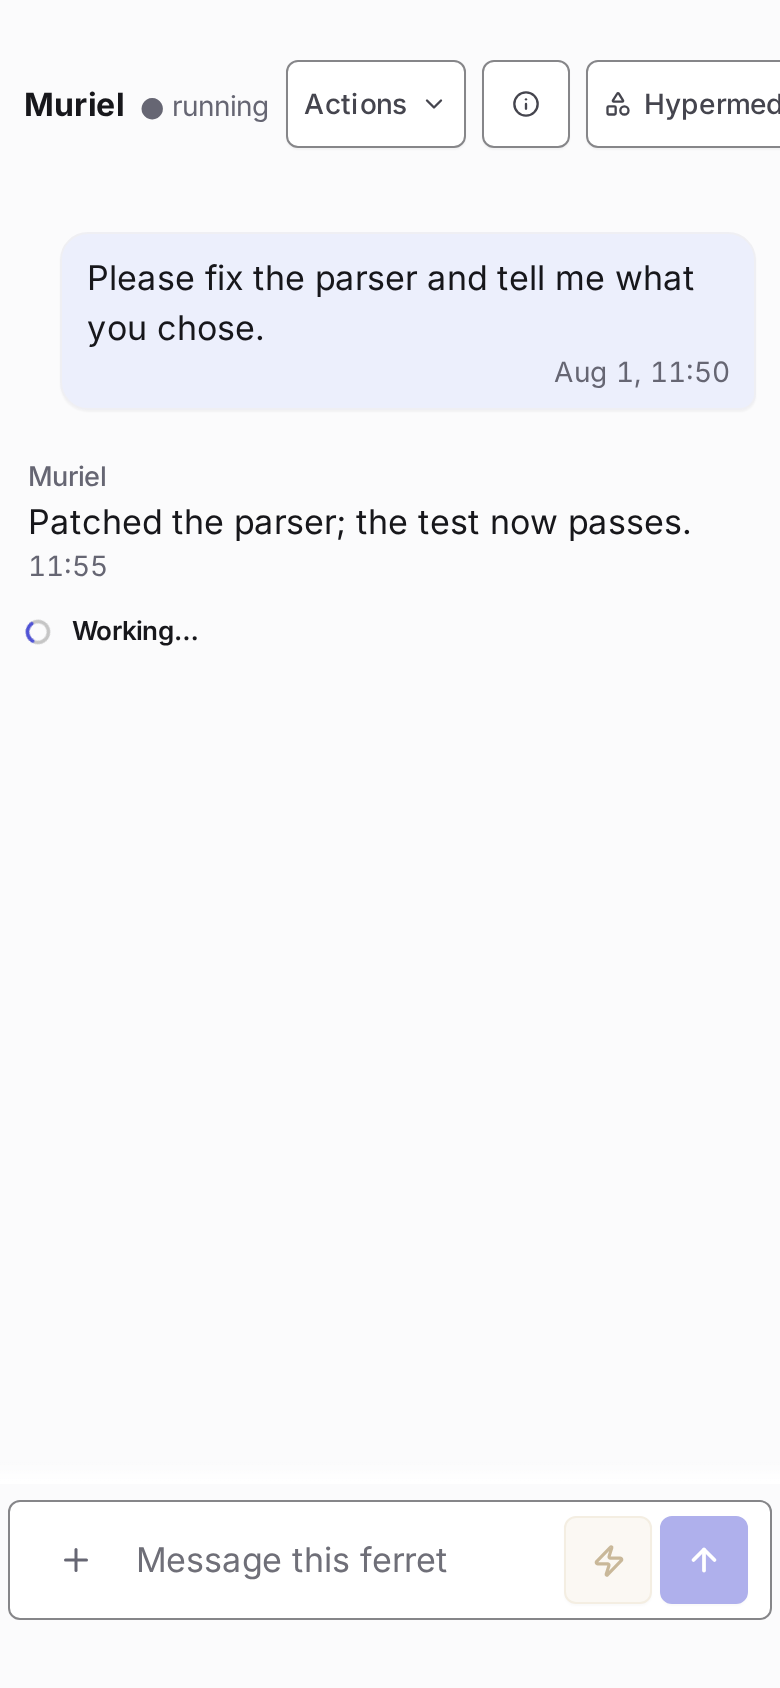 Muriel
running
Actions
Hypermed
Please fix the parser and tell me what
you chose.
Aug 1, 11:50
Muriel
Patched the parser; the test now passes.
11:55
Working...
Message this ferret